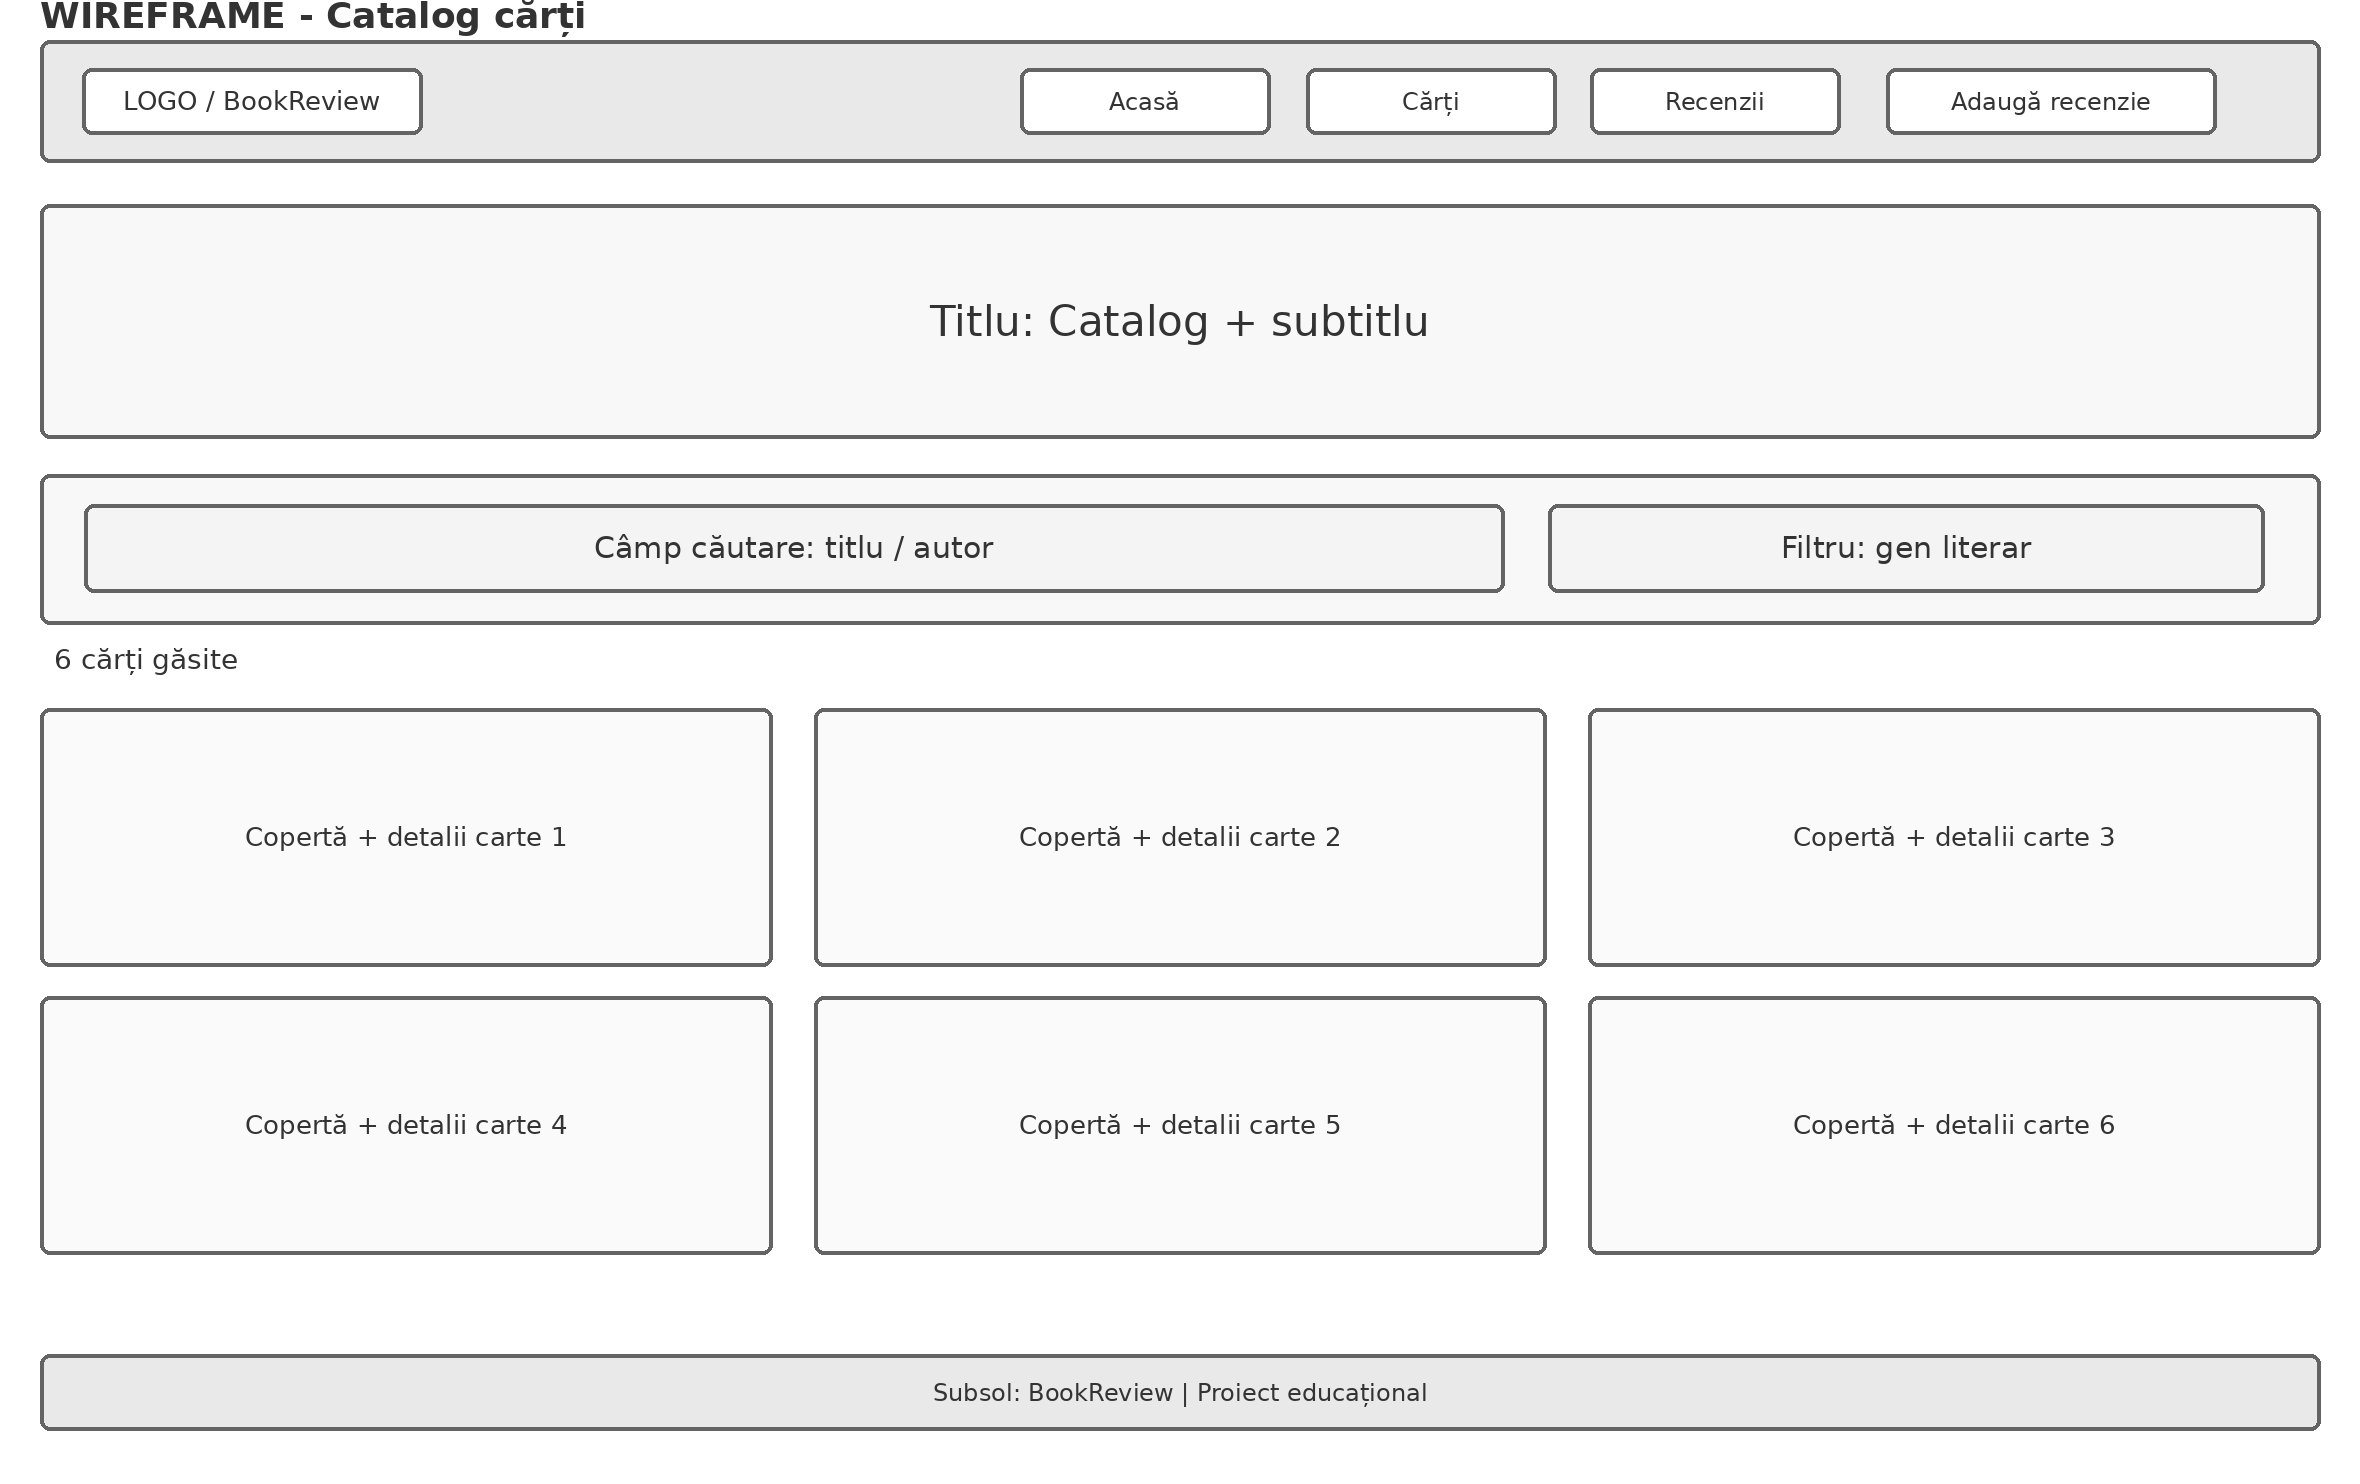 WIREFRAME - Catalog cărți
LOGO / BookReview
Acasă
Cărți
Recenzii
Adaugă recenzie
Titlu: Catalog + subtitlu
Câmp căutare: titlu / autor
Filtru: gen literar
6 cărți găsite
Copertă + detalii carte 1
Copertă + detalii carte 2
Copertă + detalii carte 3
Copertă + detalii carte 4
Copertă + detalii carte 5
Copertă + detalii carte 6
Subsol: BookReview | Proiect educațional